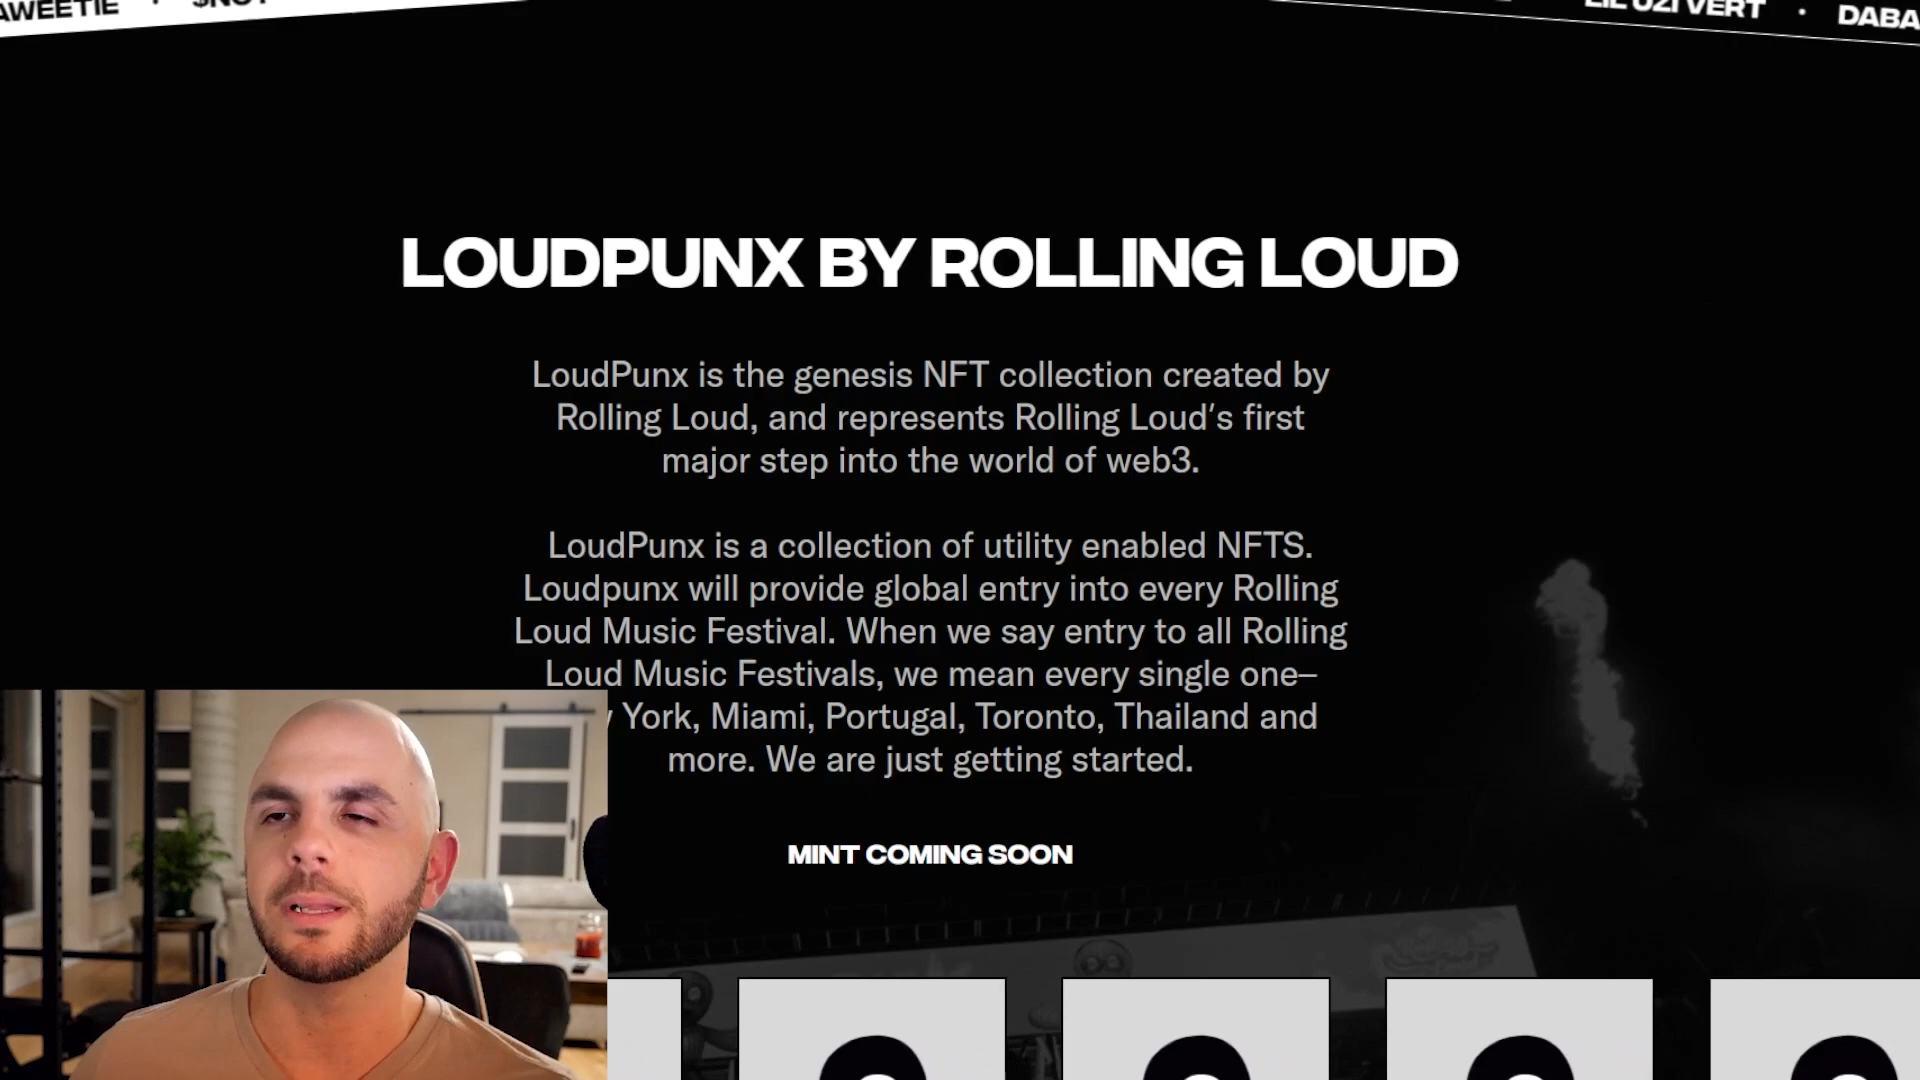 AWEETIE · $NOT
LIL UZI VERT · DABA
LOUDPUNX BY ROLLING LOUD
LoudPunx is the genesis NFT collection created by
Rolling Loud, and represents Rolling Loud's first
major step into the world of web3.
LoudPunx is a collection of utility enabled NFTS.
Loudpunx will provide global entry into every Rolling
Loud Music Festival. When we say entry to all Rolling
Loud Music Festivals, we mean every single one–
York, Miami, Portugal, Toronto, Thailand and
more. We are just getting started.
MINT COMING SOON